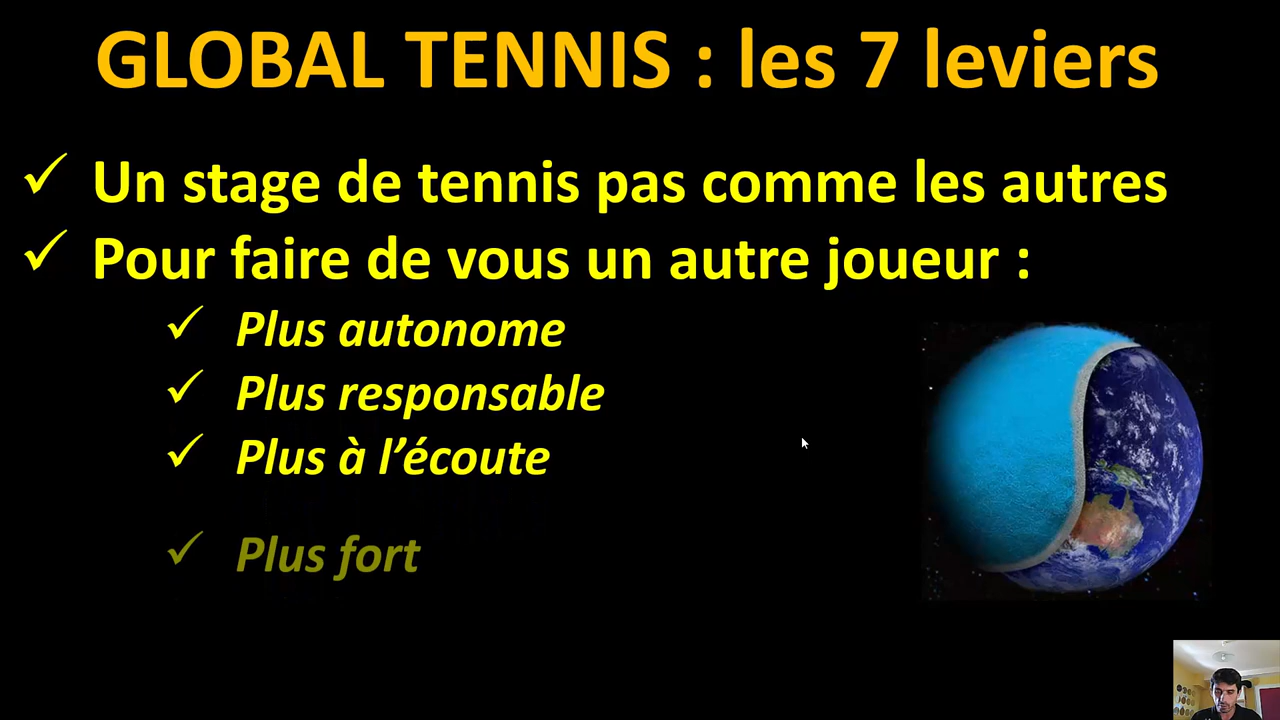 GLOBAL TENNIS : les 7 leviers
Un stage de tennis pas comme les autres
Pour faire de vous un autre joueur :
Plus autonome
Plus responsable
Plus à l’écoute
Plus fort